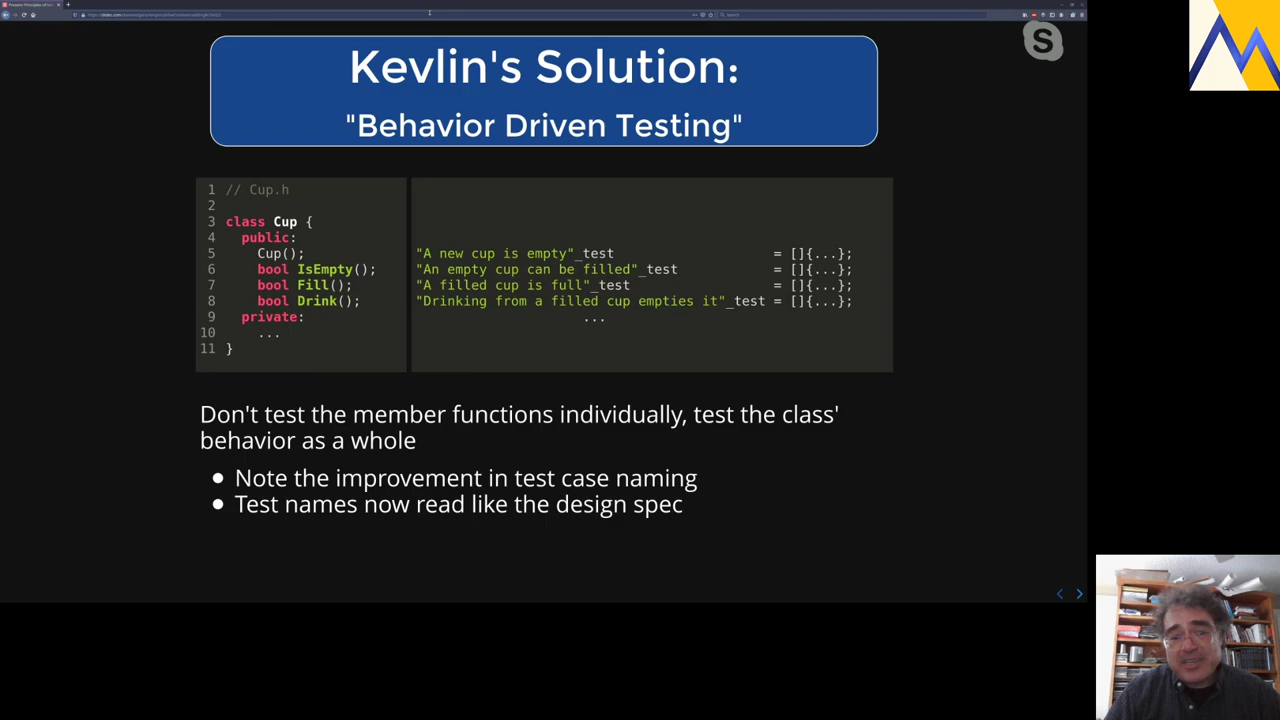 Kevlin's Solution:
"Behavior Driven Testing"
S
1 // Cup.h
2
3 class Cup {
4 public:
5 Cup();
6 bool IsEmpty();
7 bool Fill();
8 bool Drink();
9 private:
10 ...
11 }
"A new cup is empty"_test = []{...};
"An empty cup can be filled"_test = []{...};
"A filled cup is full"_test = []{...};
"Drinking from a filled cup empties it"_test = []{...};
...
Don't test the member functions individually, test the class'
behavior as a whole
● Note the improvement in test case naming
● Test names now read like the design spec